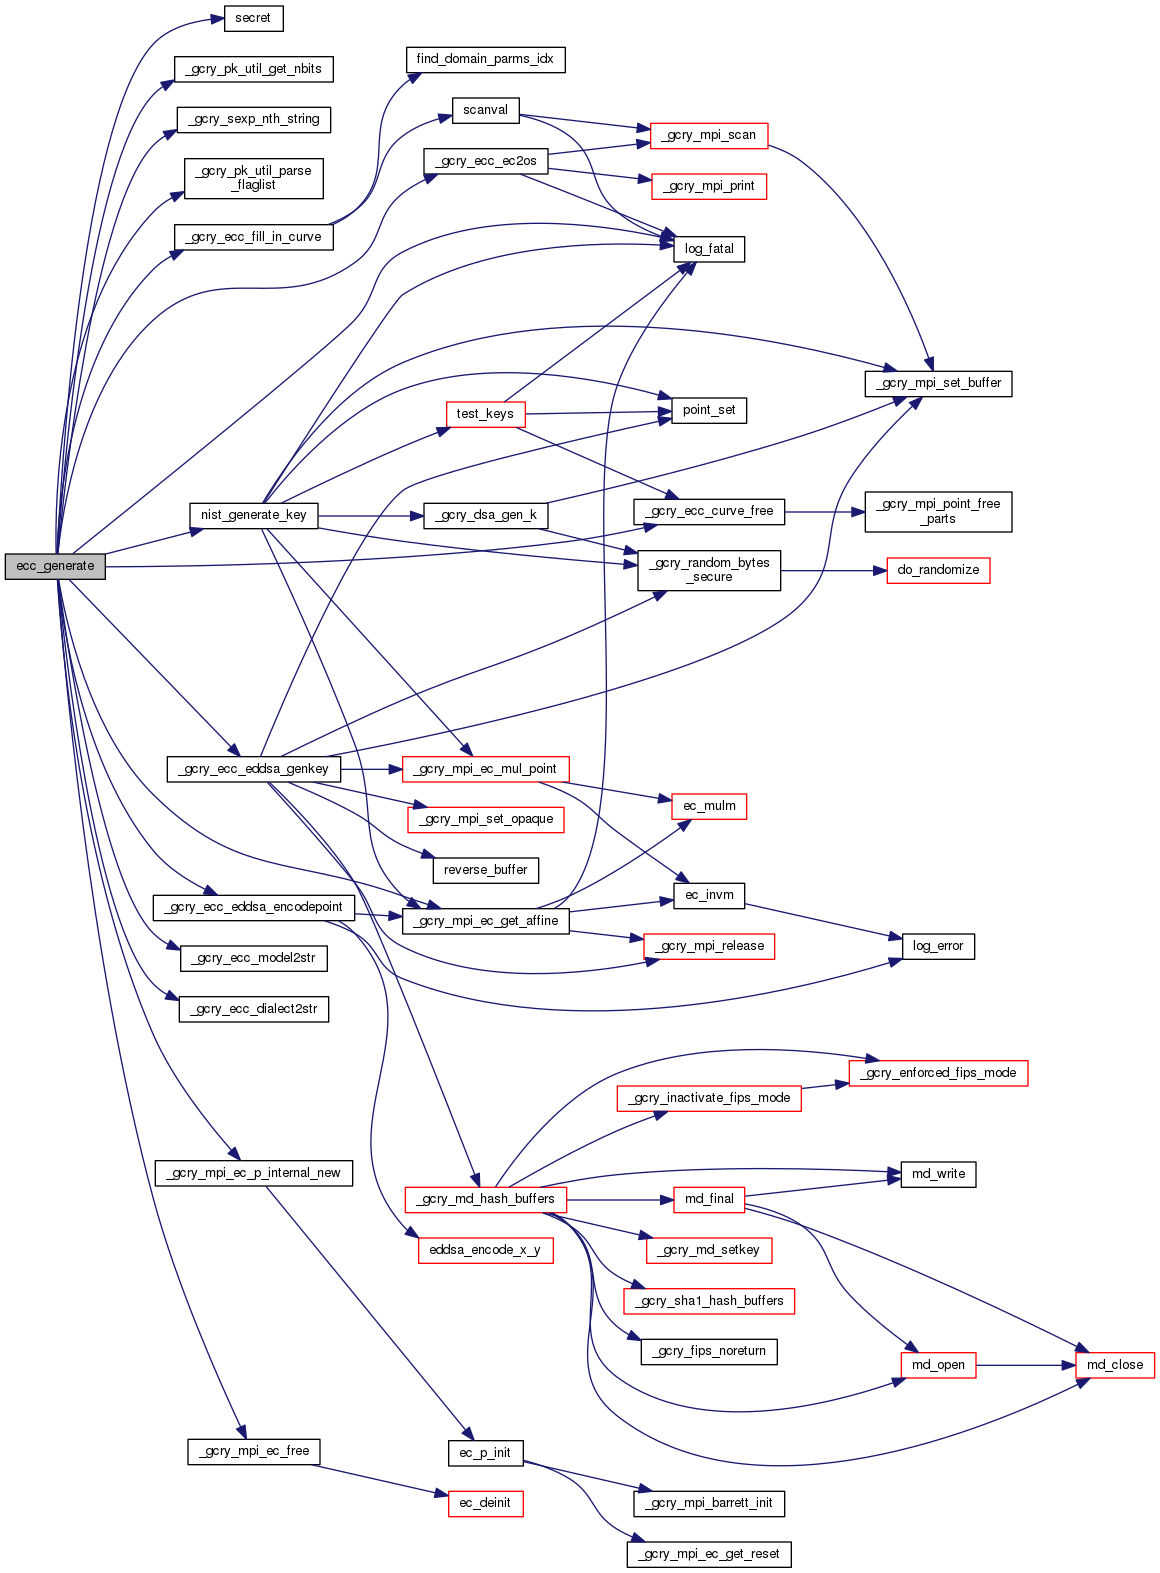 secret
_gcry_pk_util_get_nbits
find_domain_parms_idx
scanval
_gcry_sexp_nth_string
_gcry_mpi_scan
_gcry_ecc_ec2os
_gcry_pk_util_parse
_flaglist
_gcry_mpi_print
_gcry_ecc_fill_in_curve
log_fatal
_gcry_mpi_set_buffer
test_keys
point_set
nist_generate_key
_gcry_dsa_gen_k
_gcry_ecc_curve_free
_gcry_mpi_point_free
_parts
ecc_generate
_gcry_random_bytes
_secure
do_randomize
_gcry_ecc_eddsa_genkey
_gcry_mpi_ec_mul_point
ec_mulm
_gcry_mpi_set_opaque
reverse_buffer
ec_invm
_gcry_ecc_eddsa_encodepoint
_gcry_mpi_ec_get_affine
_gcry_mpi_release
log_error
_gcry_ecc_model2str
_gcry_ecc_dialect2str
_gcry_enforced_fips_mode
_gcry_inactivate_fips_mode
_gcry_mpi_ec_p_internal_new
md_write
_gcry_md_hash_buffers
md_final
eddsa_encode_x_y
_gcry_md_setkey
_gcry_sha1_hash_buffers
_gcry_fips_noreturn
md_open
md_close
_gcry_mpi_ec_free
ec_p_init
ec_deinit
_gcry_mpi_barrett_init
_gcry_mpi_ec_get_reset